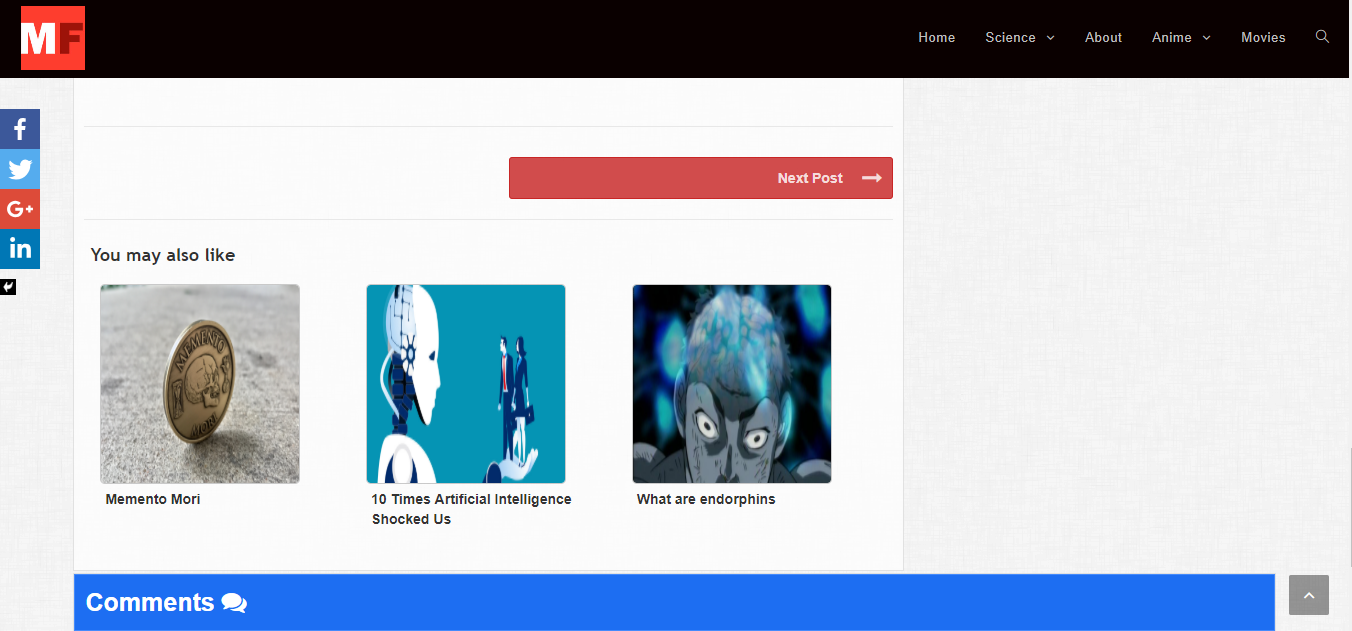 MF
Home Science About Anime Movies
f
G+
in
Next Post
You may also like
MEMENTO
MORI
Memento Mori
10 Times Artificial Intelligence
Shocked Us
What are endorphins
Comments